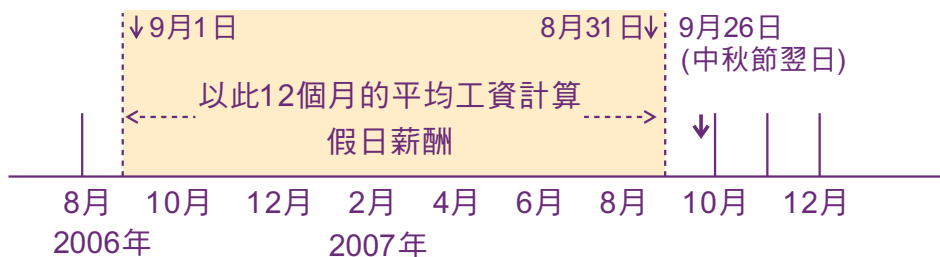 9月1日 8月31日 9月26日
(中秋節翌日)
以此12個月的平均工資計算
假日薪酬
8月 10月 12月 2月 4月 6月 8月 10月 12月
2006年 2007年